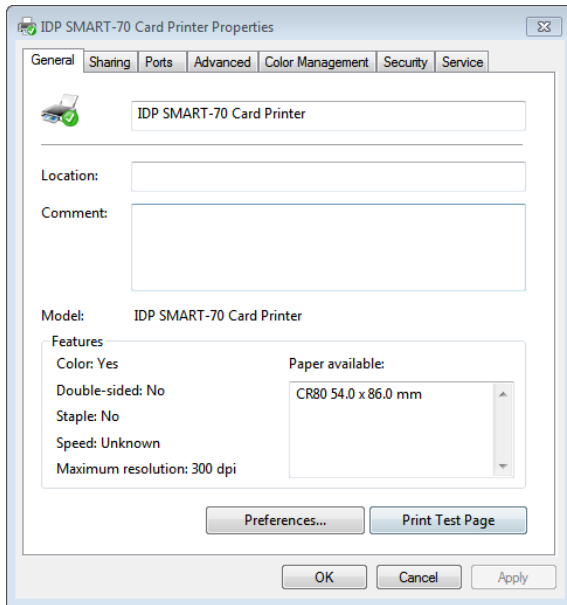 IDP SMART-70 Card Printer Properties
General Sharing Ports Advanced Color Management Security Service
IDP SMART-70 Card Printer
Location:
Comment:
Model: IDP SMART-70 Card Printer
Features
Color: Yes Paper available:
Double-sided: No CR80 54.0 x 86.0 mm
Staple: No
Speed: Unknown
Maximum resolution: 300 dpi
Preferences... Print Test Page
OK Cancel Apply